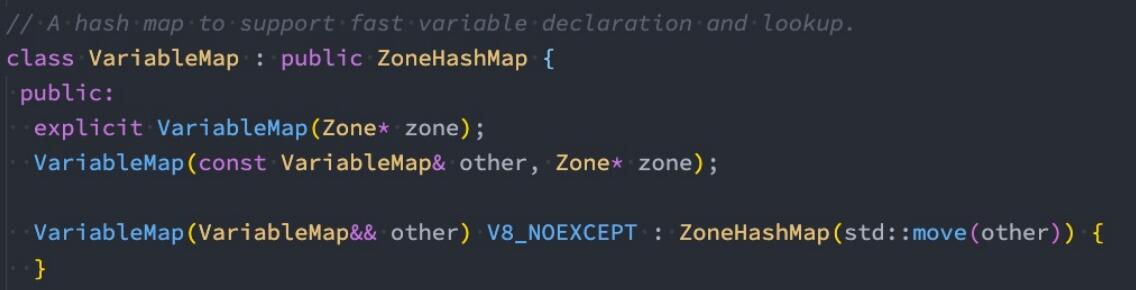 // A hash map to support fast variable declaration and lookup.
class VariableMap : public ZoneHashMap {
 public:
  explicit VariableMap(Zone* zone);
  VariableMap(const VariableMap& other, Zone* zone);

  VariableMap(VariableMap&& other) V8_NOEXCEPT : ZoneHashMap(std::move(other)) {
  }